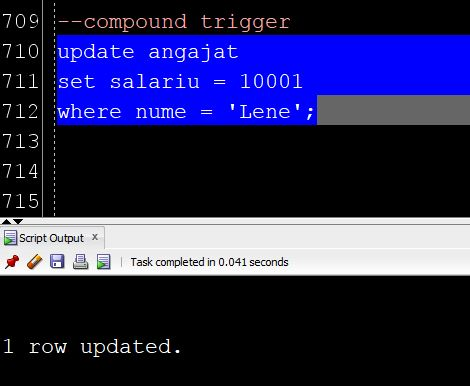 709 --compound trigger
710 update angajat
711 set salariu = 10001
712 where nume = 'Lene';
713
714
715
Script Output x
Task completed in 0.041 seconds
1 row updated.